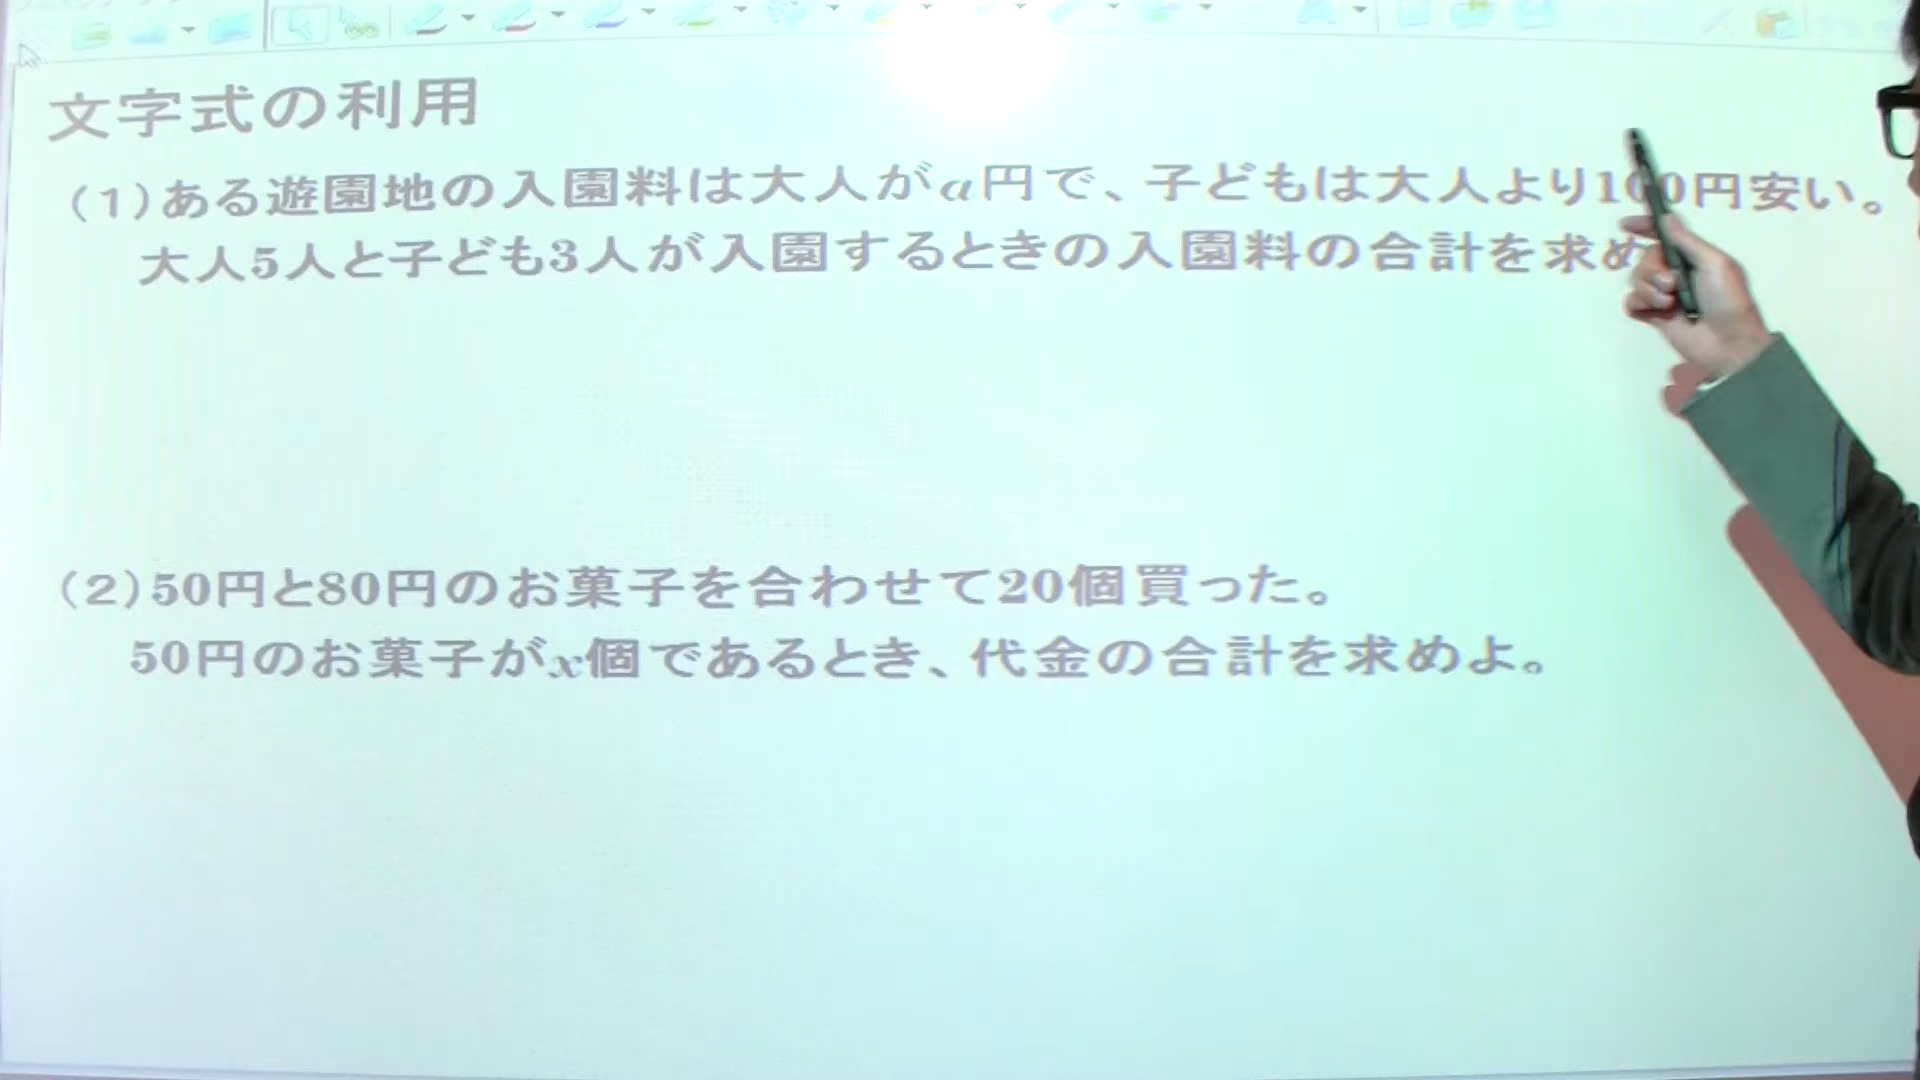 文字式の利用
(1)ある遊園地の入園料は大人がa円で、子どもは大人より100円安い。
大人5人と子ども3人が入園するときの入園料の合計を求め
(2)50円と80円のお菓子を合わせて20個買った。
50円のお菓子がx個であるとき、代金の合計を求めよ。